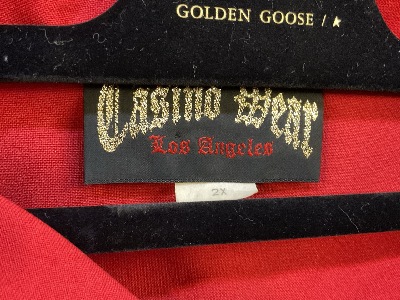 GOLDEN GOOSE / ★
Casino Wear
Los Angeles
2X